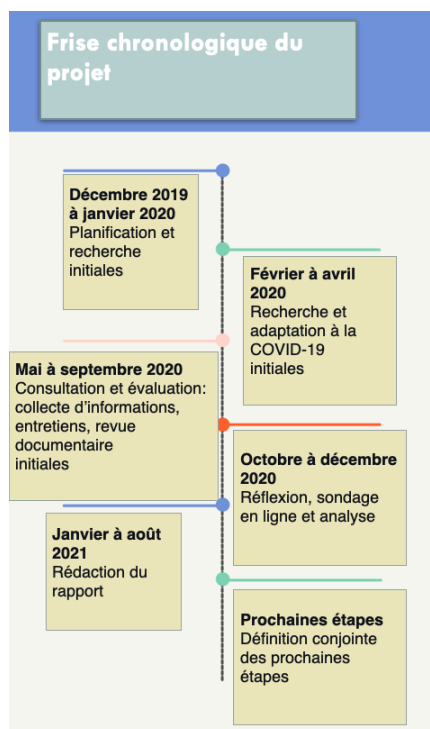 Frise chronologique du
projet
Décembre 2019
à janvier 2020
Planification et
recherche
initiales
Février à avril
2020
Recherche et
adaptation à la
COVID-19
initiales
Mai à septembre 2020
Consultation et évaluation:
collecte d’informations,
entretiens, revue
documentaire
initiales
Octobre à décembre
2020
Réflexion, sondage
en ligne et analyse
Janvier à août
2021
Rédaction du
rapport
Prochaines étapes
Définition conjointe
des prochaines
étapes